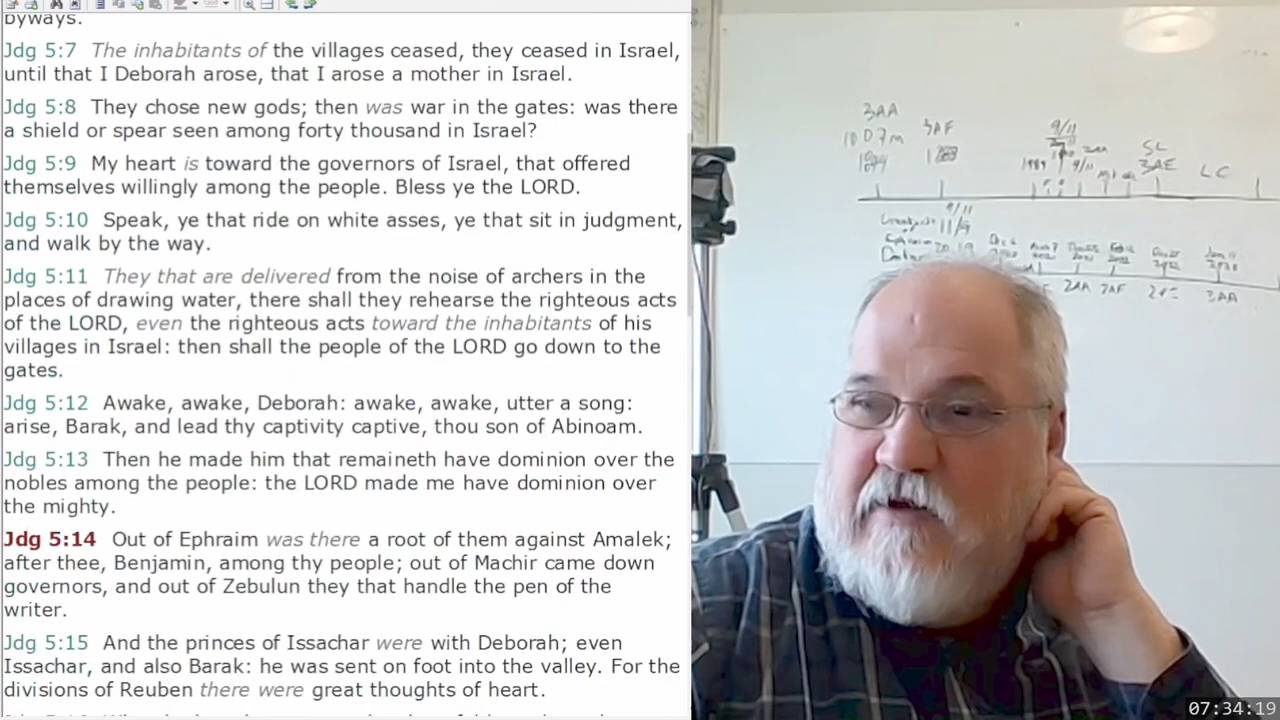 byways.
Jdg 5:7 The inhabitants of the villages ceased, they ceased in Israel,
until that I Deborah arose, that I arose a mother in Israel.
Jdg 5:8 They chose new gods; then was war in the gates: was there
a shield or spear seen among forty thousand in Israel?
Jdg 5:9 My heart is toward the governors of Israel, that offered
themselves willingly among the people. Bless ye the LORD.
Jdg 5:10 Speak, ye that ride on white asses, ye that sit in judgment,
and walk by the way.
Jdg 5:11 They that are delivered from the noise of archers in the
places of drawing water, there shall they rehearse the righteous acts
of the LORD, even the righteous acts toward the inhabitants of his
villages in Israel: then shall the people of the LORD go down to the
gates.
Jdg 5:12 Awake, awake, Deborah: awake, awake, utter a song:
arise, Barak, and lead thy captivity captive, thou son of Abinoam.
Jdg 5:13 Then he made him that remaineth have dominion over the
nobles among the people: the LORD made me have dominion over
the mighty.
Jdg 5:14 Out of Ephraim was there a root of them against Amalek;
after thee, Benjamin, among thy people; out of Machir came down
governors, and out of Zebulun they that handle the pen of the
writer.
Jdg 5:15 And the princes of Issachar were with Deborah; even
Issachar, and also Barak: he was sent on foot into the valley. For the
divisions of Reuben there were great thoughts of heart.
3AA
3AF
9/11
SL
3AE
LC
1989
9/11
9/11
11/9
2019
2AA
3AA
07:34:19